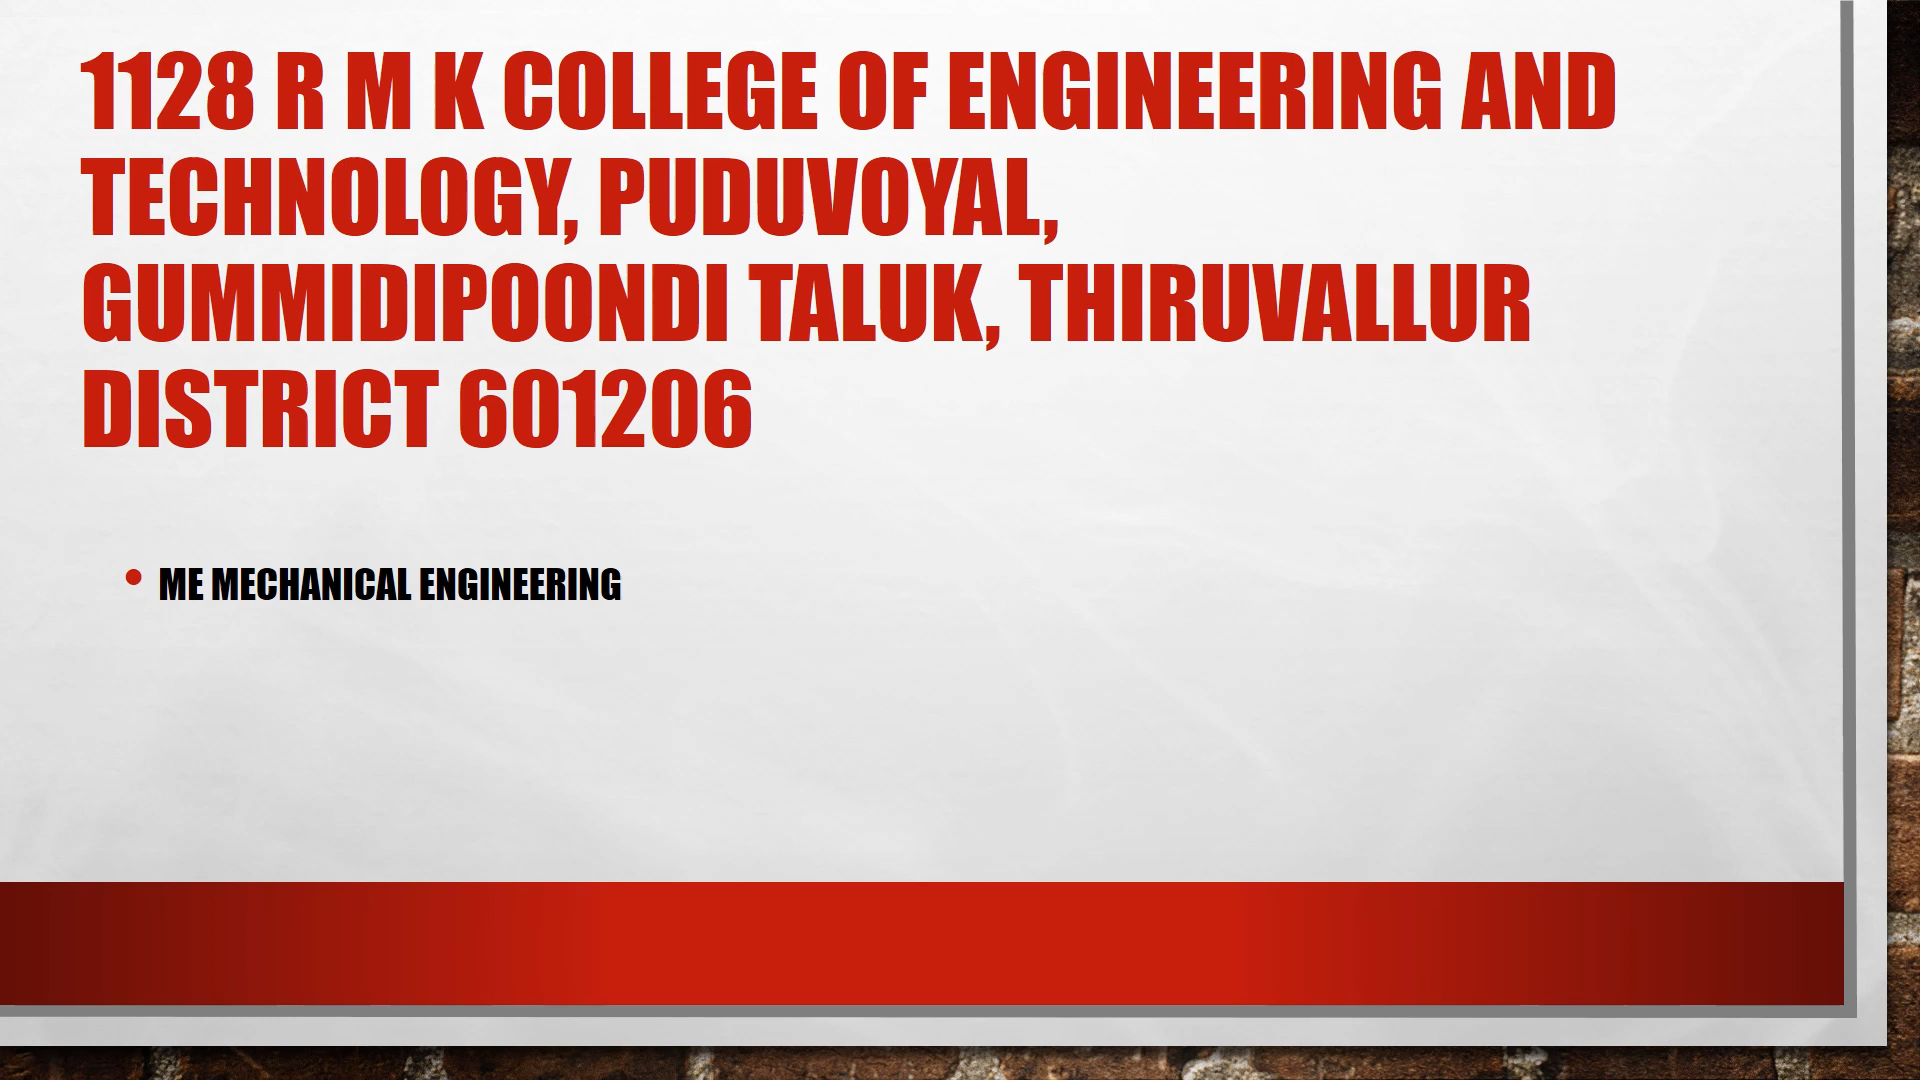 1128 R M K COLLEGE OF ENGINEERING AND
TECHNOLOGY, PUDUVOYAL,
GUMMIDIPOONDI TALUK, THIRUVALLUR
DISTRICT 601206
• ME MECHANICAL ENGINEERING